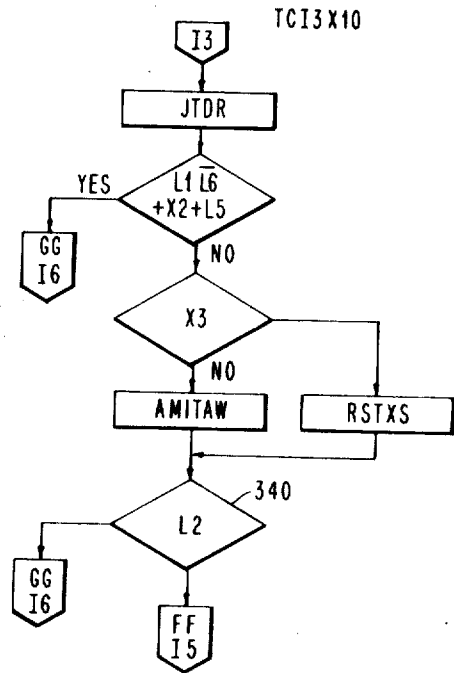 TCI3X10
I3
JTDR
L1 L̅6̅
+X2+L5
YES
GG
I6
NO
X3
NO
AMITAW
RSTXS
340
L2
GG
I6
FF
I5